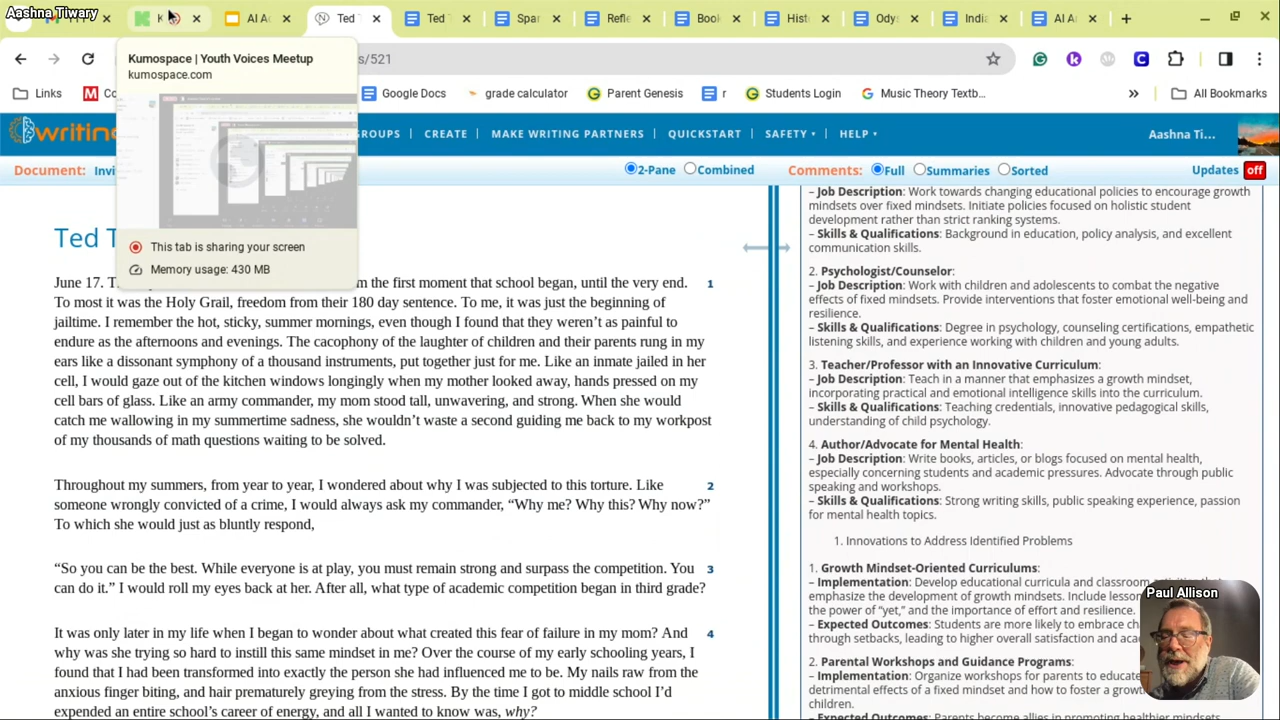 Aashna Tiwary
K
AI A
Ted
Ted T
Spar
Refle
Book
Hist
Odys
India
AI Ar
Kumospace | Youth Voices Meetup
kumospace.com
s/521
Links
M Co
Google Docs
grade calculator
Parent Genesis
r
Students Login
Music Theory Textb...
»
All Bookmarks
writin
GROUPS | CREATE | MAKE WRITING PARTNERS | QUICKSTART | SAFETY | HELP
Aashna Ti...
Document: Invi
2-Pane Combined
Comments: Full Summaries Sorted
Updates off
This tab is sharing your screen
Memory usage: 430 MB
Ted T
June 17. T
m the first moment that school began, until the very end. 1
To most it was the Holy Grail, freedom from their 180 day sentence. To me, it was just the beginning of
jailtime. I remember the hot, sticky, summer mornings, even though I found that they weren't as painful to
endure as the afternoons and evenings. The cacophony of the laughter of children and their parents rung in my
ears like a dissonant symphony of a thousand instruments, put together just for me. Like an inmate jailed in her
cell, I would gaze out of the kitchen windows longingly when my mother looked away, hands pressed on my
cell bars of glass. Like an army commander, my mom stood tall, unwavering, and strong. When she would
catch me wallowing in my summertime sadness, she wouldn't waste a second guiding me back to my workpost
of my thousands of math questions waiting to be solved.
Throughout my summers, from year to year, I wondered about why I was subjected to this torture. Like 2
someone wrongly convicted of a crime, I would always ask my commander, “Why me? Why this? Why now?”
To which she would just as bluntly respond,
“So you can be the best. While everyone is at play, you must remain strong and surpass the competition. You 3
can do it.” I would roll my eyes back at her. After all, what type of academic competition began in third grade?
It was only later in my life when I began to wonder about what created this fear of failure in my mom? And 4
why was she trying so hard to instill this same mindset in me? Over the course of my early schooling years, I
found that I had been transformed into exactly the person she had influenced me to be. My nails raw from the
anxious finger biting, and hair prematurely greying from the stress. By the time I got to middle school I'd
expended an entire school's career of energy, and all I wanted to know was, why?
– Job Description: Work towards changing educational policies to encourage growth
mindsets over fixed mindsets. Initiate policies focused on holistic student
development rather than strict ranking systems.
– Skills & Qualifications: Background in education, policy analysis, and excellent
communication skills.
2. Psychologist/Counselor:
– Job Description: Work with children and adolescents to combat the negative
effects of fixed mindsets. Provide interventions that foster emotional well-being and
resilience.
– Skills & Qualifications: Degree in psychology, counseling certifications, empathetic
listening skills, and experience working with children and young adults.
3. Teacher/Professor with an Innovative Curriculum:
– Job Description: Teach in a manner that emphasizes a growth mindset,
incorporating practical and emotional intelligence skills into the curriculum.
– Skills & Qualifications: Teaching credentials, innovative pedagogical skills,
understanding of child psychology.
4. Author/Advocate for Mental Health:
– Job Description: Write books, articles, or blogs focused on mental health,
especially concerning students and academic pressures. Advocate through public
speaking and workshops.
– Skills & Qualifications: Strong writing skills, public speaking experience, passion
for mental health topics.
1. Innovations to Address Identified Problems
1. Growth Mindset-Oriented Curriculums:
– Implementation: Develop educational curricula and classroom activities that
emphasize the development of growth mindsets. Include lesso
the power of “yet,” and the importance of effort and resilience.
– Expected Outcomes: Students are more likely to embrace ch
through setbacks, leading to higher overall satisfaction and aca
2. Parental Workshops and Guidance Programs:
– Implementation: Organize workshops for parents to educate
detrimental effects of a fixed mindset and how to foster a growt
children.
– Expected Outcomes: Parents become allies in promoting healthier mindsets
Paul Allison